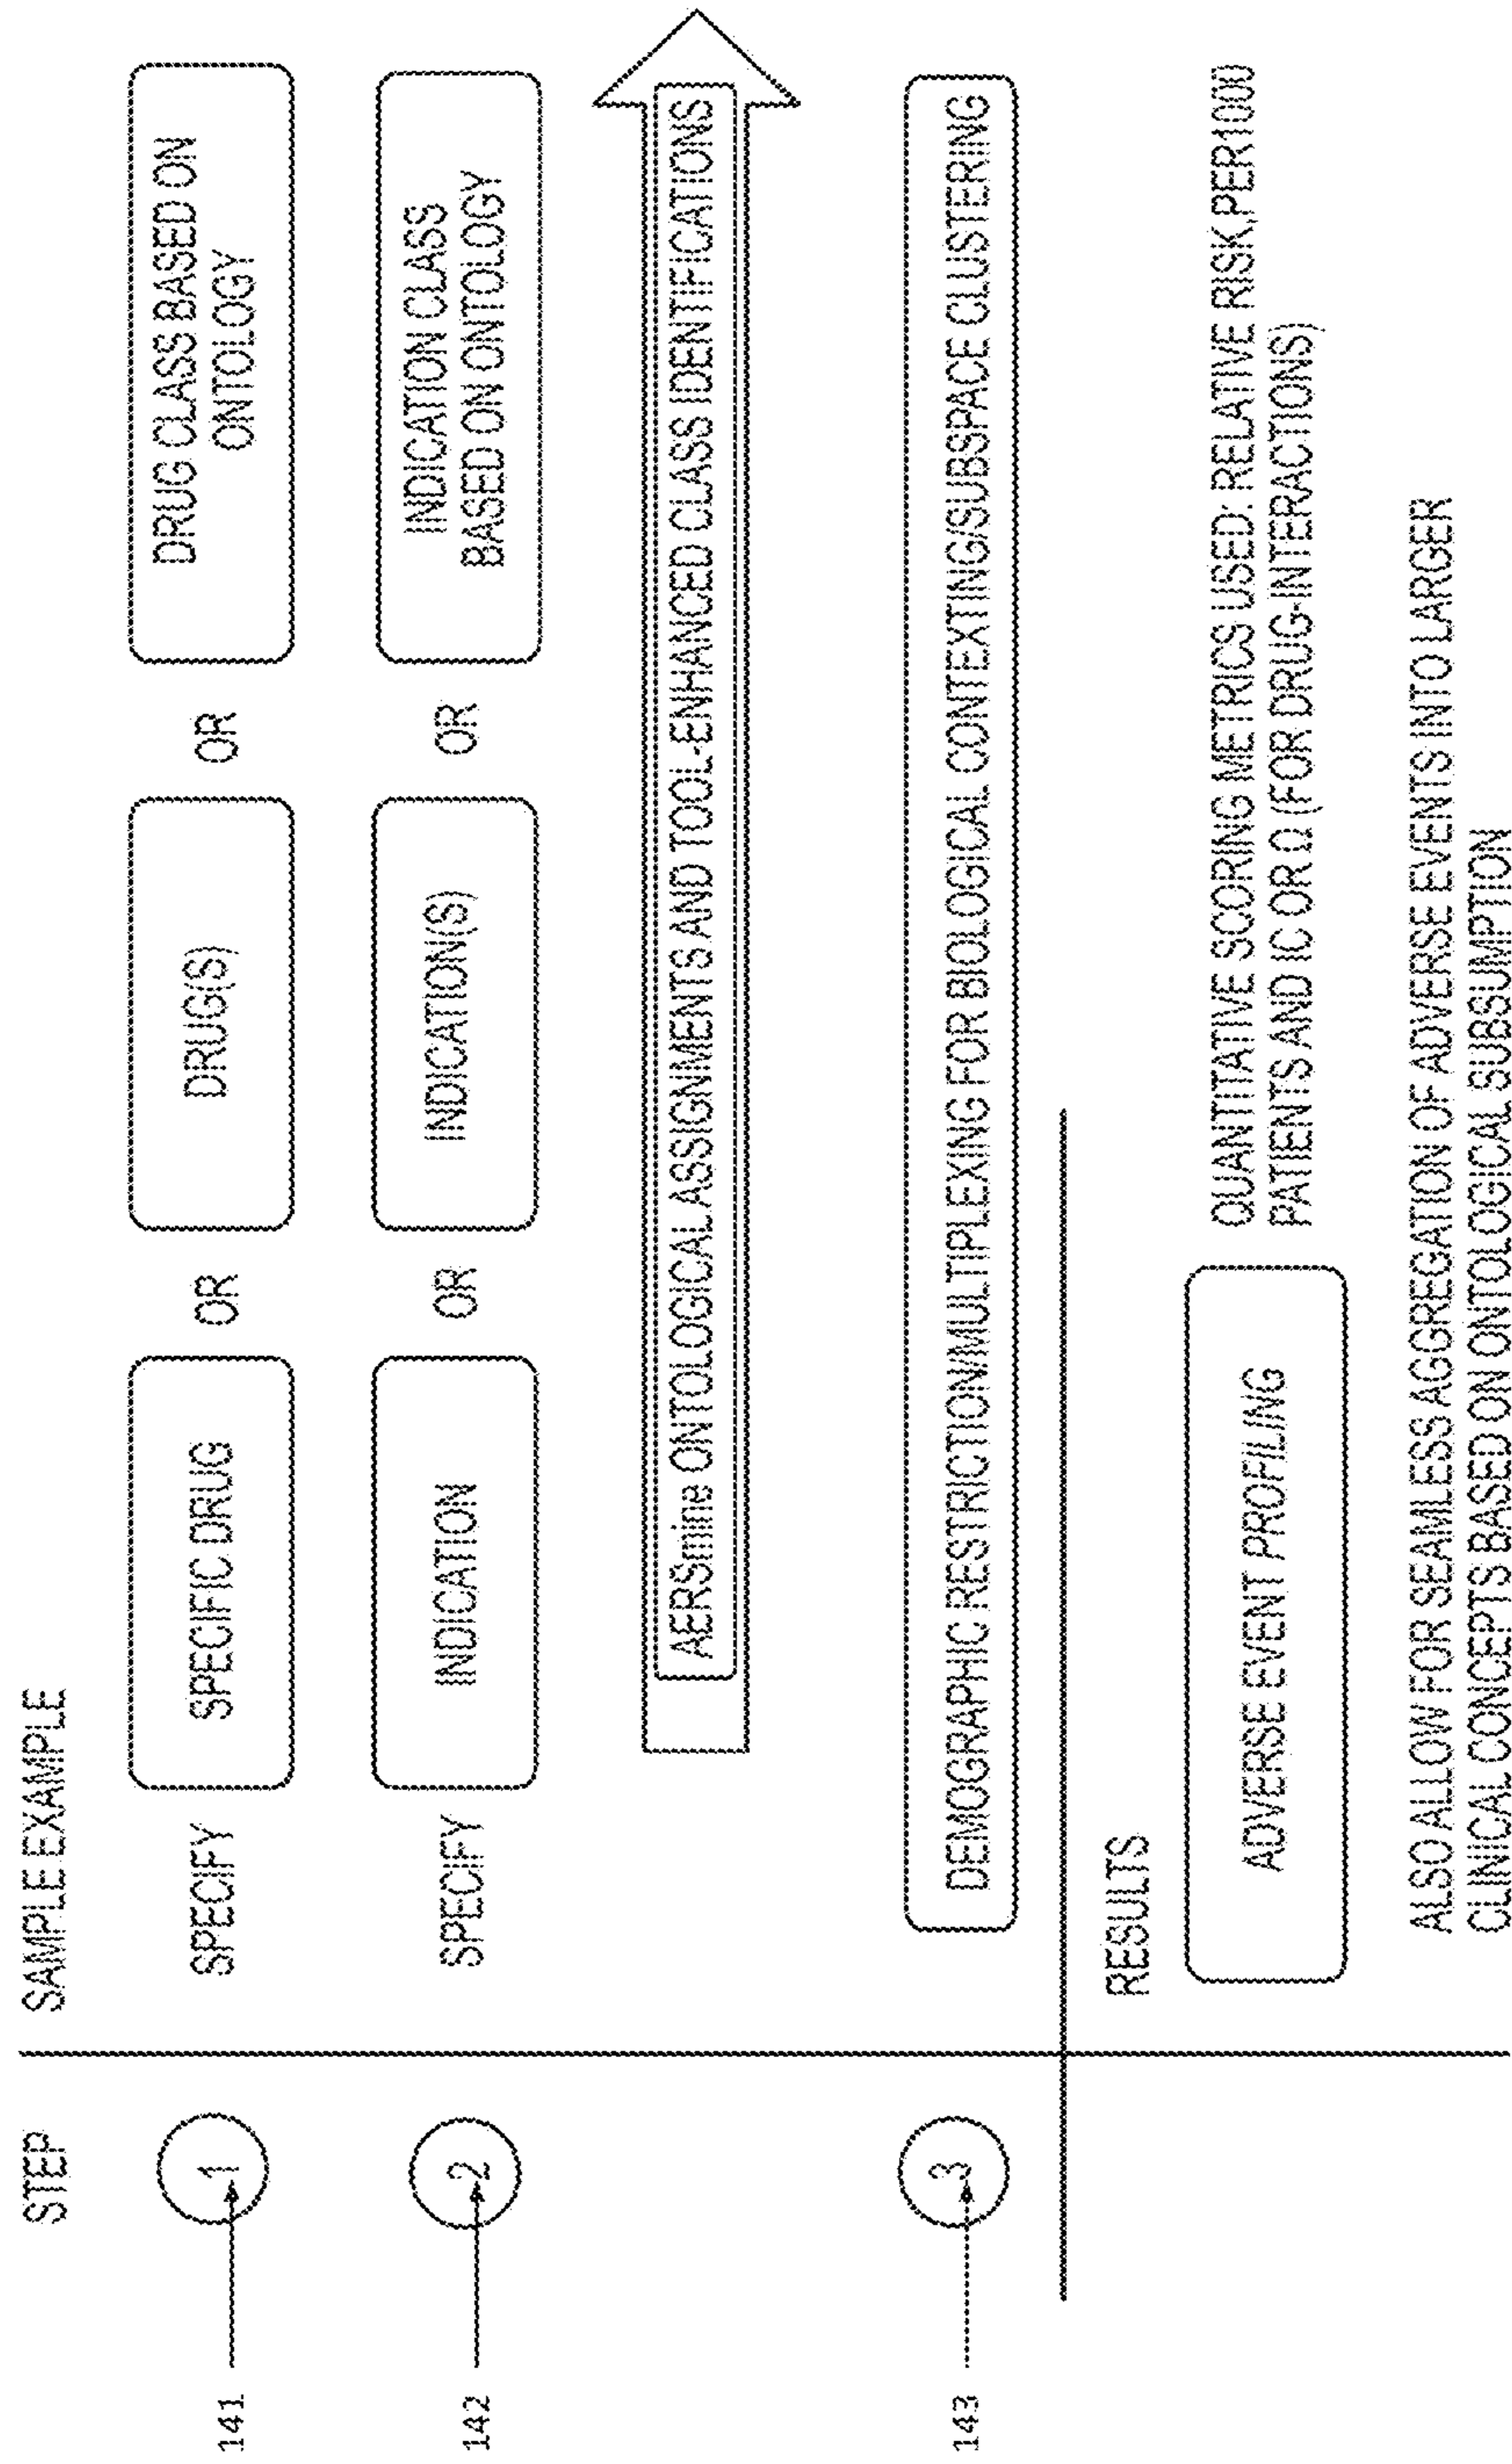 STEP
SAMPLE EXAMPLE
141
1
SPECIFY
SPECIFIC DRUG
OR
DRUG(S)
OR
DRUG CLASS BASED ON
ONTOLOGY
142
2
SPECIFY
INDICATION
OR
INDICATION(S)
OR
INDICATION CLASS
BASED ON ONTOLOGY
AERSmine ONTOLOGICAL ASSIGNMENTS AND TOOL-ENHANCED CLASS IDENTIFICATIONS
143
3
DEMOGRAPHIC RESTRICTION/MULTIPLEXING FOR BIOLOGICAL CONTEXTING/SUBSPACE CLUSTERING
RESULTS
ADVERSE EVENT PROFILING
QUANTITATIVE SCORING METRICS USED: RELATIVE RISK,PER1000
PATIENTS AND IC OR Ω (FOR DRUG-INTERACTIONS)
ALSO ALLOW FOR SEAMLESS AGGREGATION OF ADVERSE EVENTS INTO LARGER
CLINICAL CONCEPTS BASED ON ONTOLOGICAL SUBSUMPTION